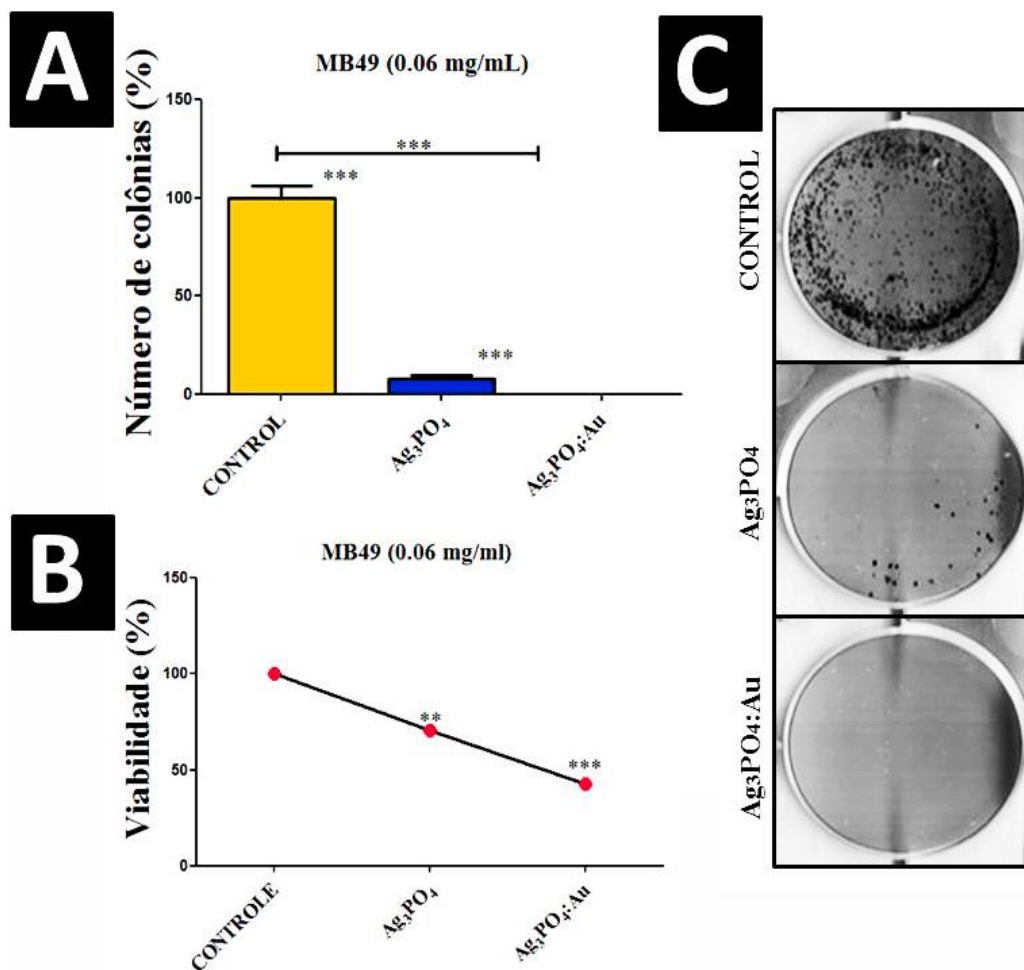 A
MB49 (0.06 mg/mL)
Número de colônias (%)
150
100
50
0
***
***
***
CONTROL
Ag₃PO₄
Ag₃PO₄:Au
B
MB49 (0.06 mg/ml)
Viabilidade (%)
150
100
50
0
**
***
CONTROLE
Ag₃PO₄
Ag₃PO₄:Au
C
CONTROL
Ag₃PO₄
Ag₃PO₄:Au